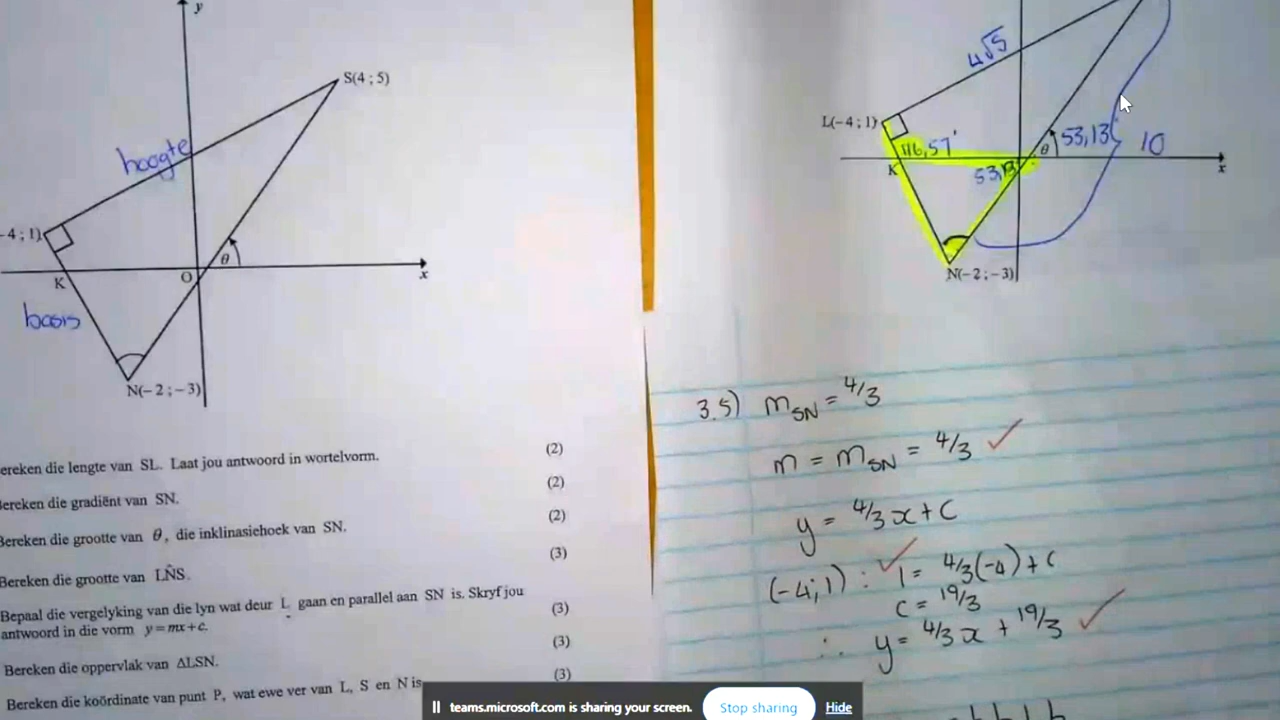 y
S(4 ; 5)
hoogte
-4 ; 1)
K
O
θ
x
basis
N(-2 ; -3)
ereken die lengte van SL. Laat jou antwoord in wortelvorm. (2)
Bereken die gradiënt van SN. (2)
Bereken die grootte van θ, die inklinasiehoek van SN. (2)
Bereken die grootte van LN̂S. (3)
Bepaal die vergelyking van die lyn wat deur L gaan en parallel aan SN is. Skryf jou
antwoord in die vorm y=mx+c. (3)
Bereken die oppervlak van ΔLSN. (3)
Bereken die koördinate van punt P, wat ewe ver van L, S en N is (3)
4√5
L(-4 ; 1)
116,57°
53,13
θ
53,13
10
K
x
N(-2 ; -3)
3.5) mSN = 4/3
m = mSN = 4/3 ✓
y = 4/3x + c
(-4;1) : ✓ 1 = 4/3(-4) + c
c = 19/3
∴ y = 4/3x + 19/3 ✓
teams.microsoft.com is sharing your screen. Stop sharing Hide